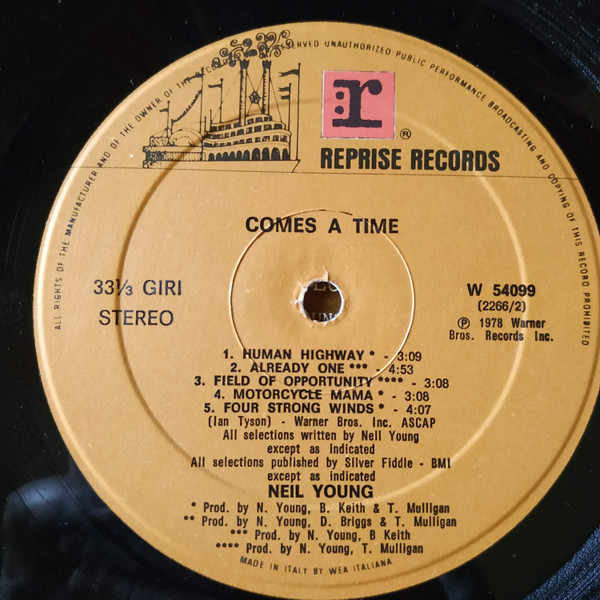 ALL RIGHTS OF THE MANUFACTURER AND OF THE OWNER OF THE RECORDED RESERVED UNAUTHORIZED PUBLIC PERFORMANCE BROADCASTING AND COPYING OF THIS RECORD PROHIBITED
r ®
REPRISE RECORDS
COMES A TIME
33⅓ GIRI
STEREO
W 54099
(2266/2)
℗ 1978 Warner
Bros. Records Inc.
1. HUMAN HIGHWAY * - 3:09
2. ALREADY ONE *** - 4:53
3. FIELD OF OPPORTUNITY **** - 3:08
4. MOTORCYCLE MAMA * - 3:08
5. FOUR STRONG WINDS * - 4:07
(Ian Tyson) - Warner Bros. Inc. ASCAP
All selections written by Neil Young
except as indicated
All selections published by Silver Fiddle - BMI
except as indicated
NEIL YOUNG
* Prod. by N. Young, B. Keith & T. Mulligan
** Prod. by N. Young, D. Briggs & T. Mulligan
*** Prod. by N. Young, B Keith
**** Prod. by N. Young, T. Mulligan
MADE IN ITALY BY WEA ITALIANA